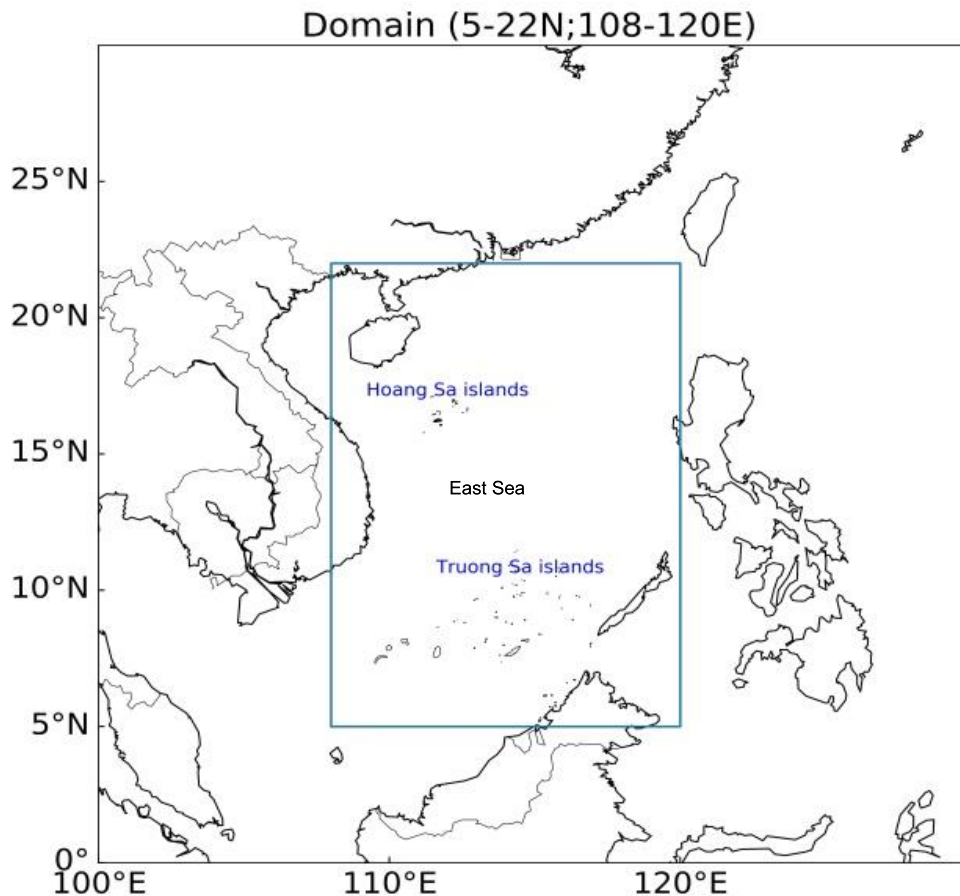 Domain (5-22N;108-120E)
25°N
20°N
Hoang Sa islands
15°N
East Sea
Truong Sa islands
10°N
5°N
0°
100°E
110°E
120°E